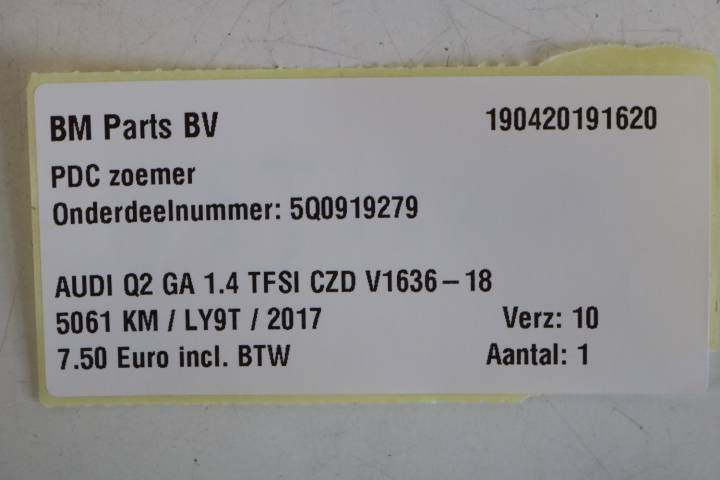 BM Parts BV 190420191620
PDC zoemer
Onderdeelnummer: 5Q0919279
AUDI Q2 GA 1.4 TFSI CZD V1636-18
5061 KM / LY9T / 2017 Verz: 10
7.50 Euro incl. BTW Aantal: 1